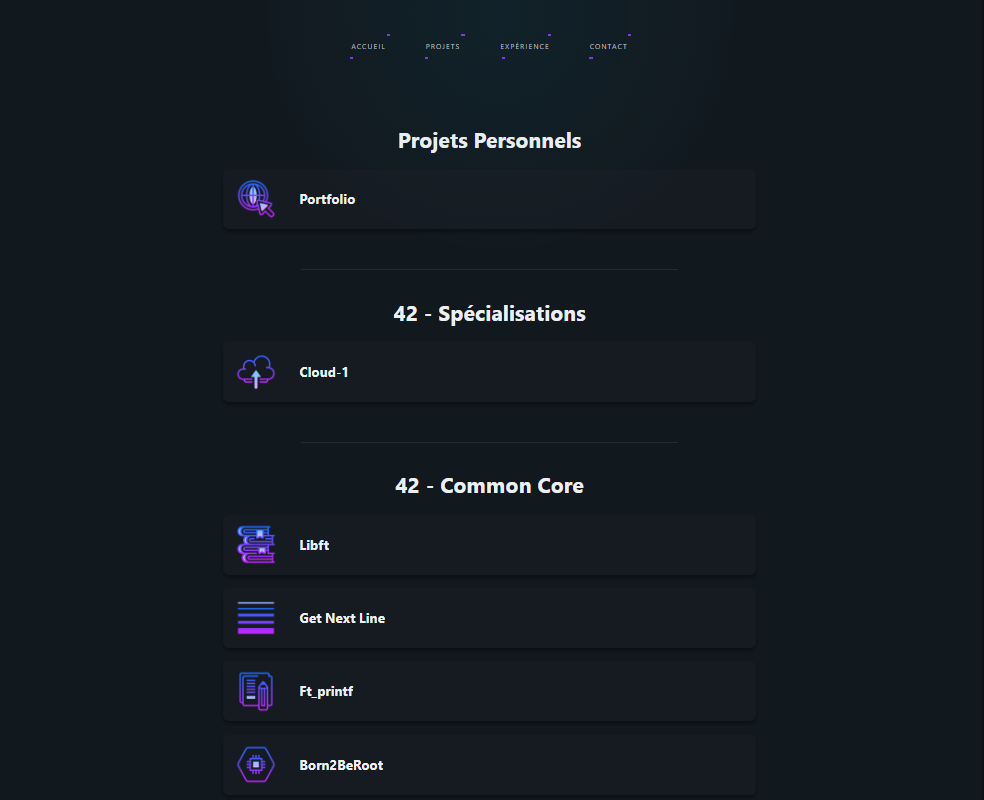 ACCUEIL PROJETS EXPÉRIENCE CONTACT
Projets Personnels
Portfolio
42 - Spécialisations
Cloud-1
42 - Common Core
Libft
Get Next Line
Ft_printf
Born2BeRoot